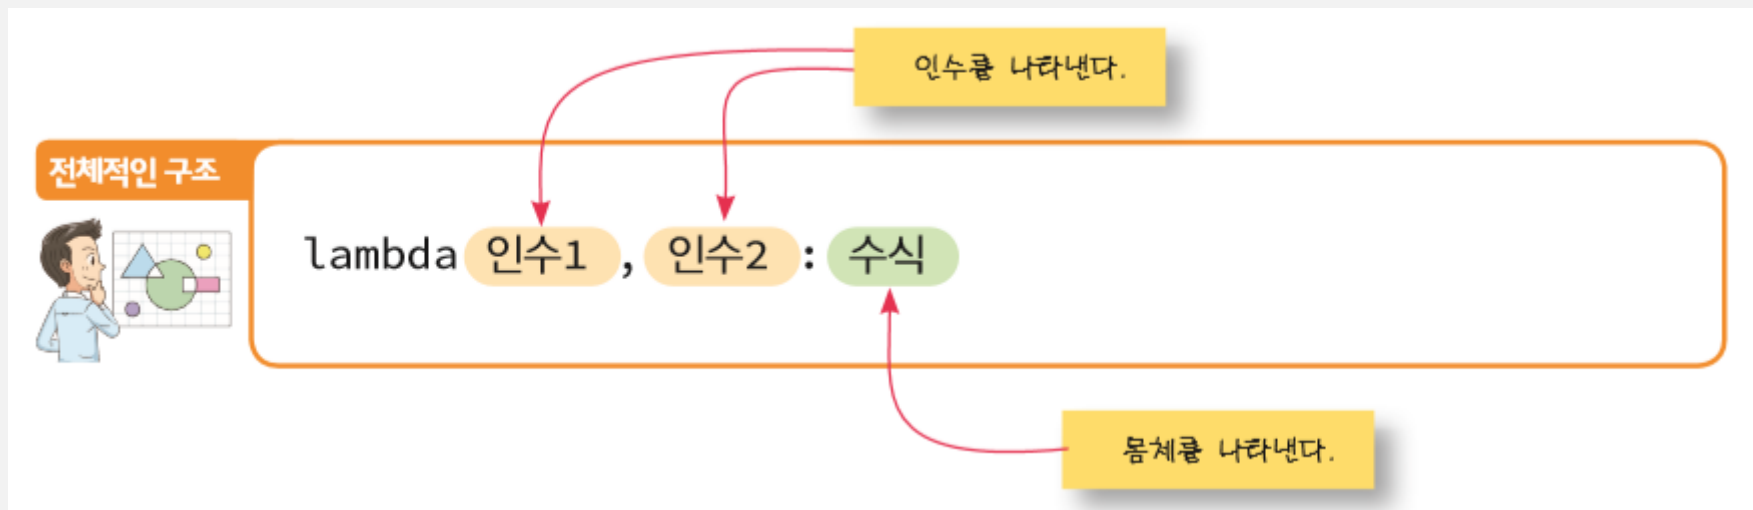 인수를 나타낸다.
전체적인 구조
lambda 인수1 , 인수2 : 수식
몸체를 나타낸다.